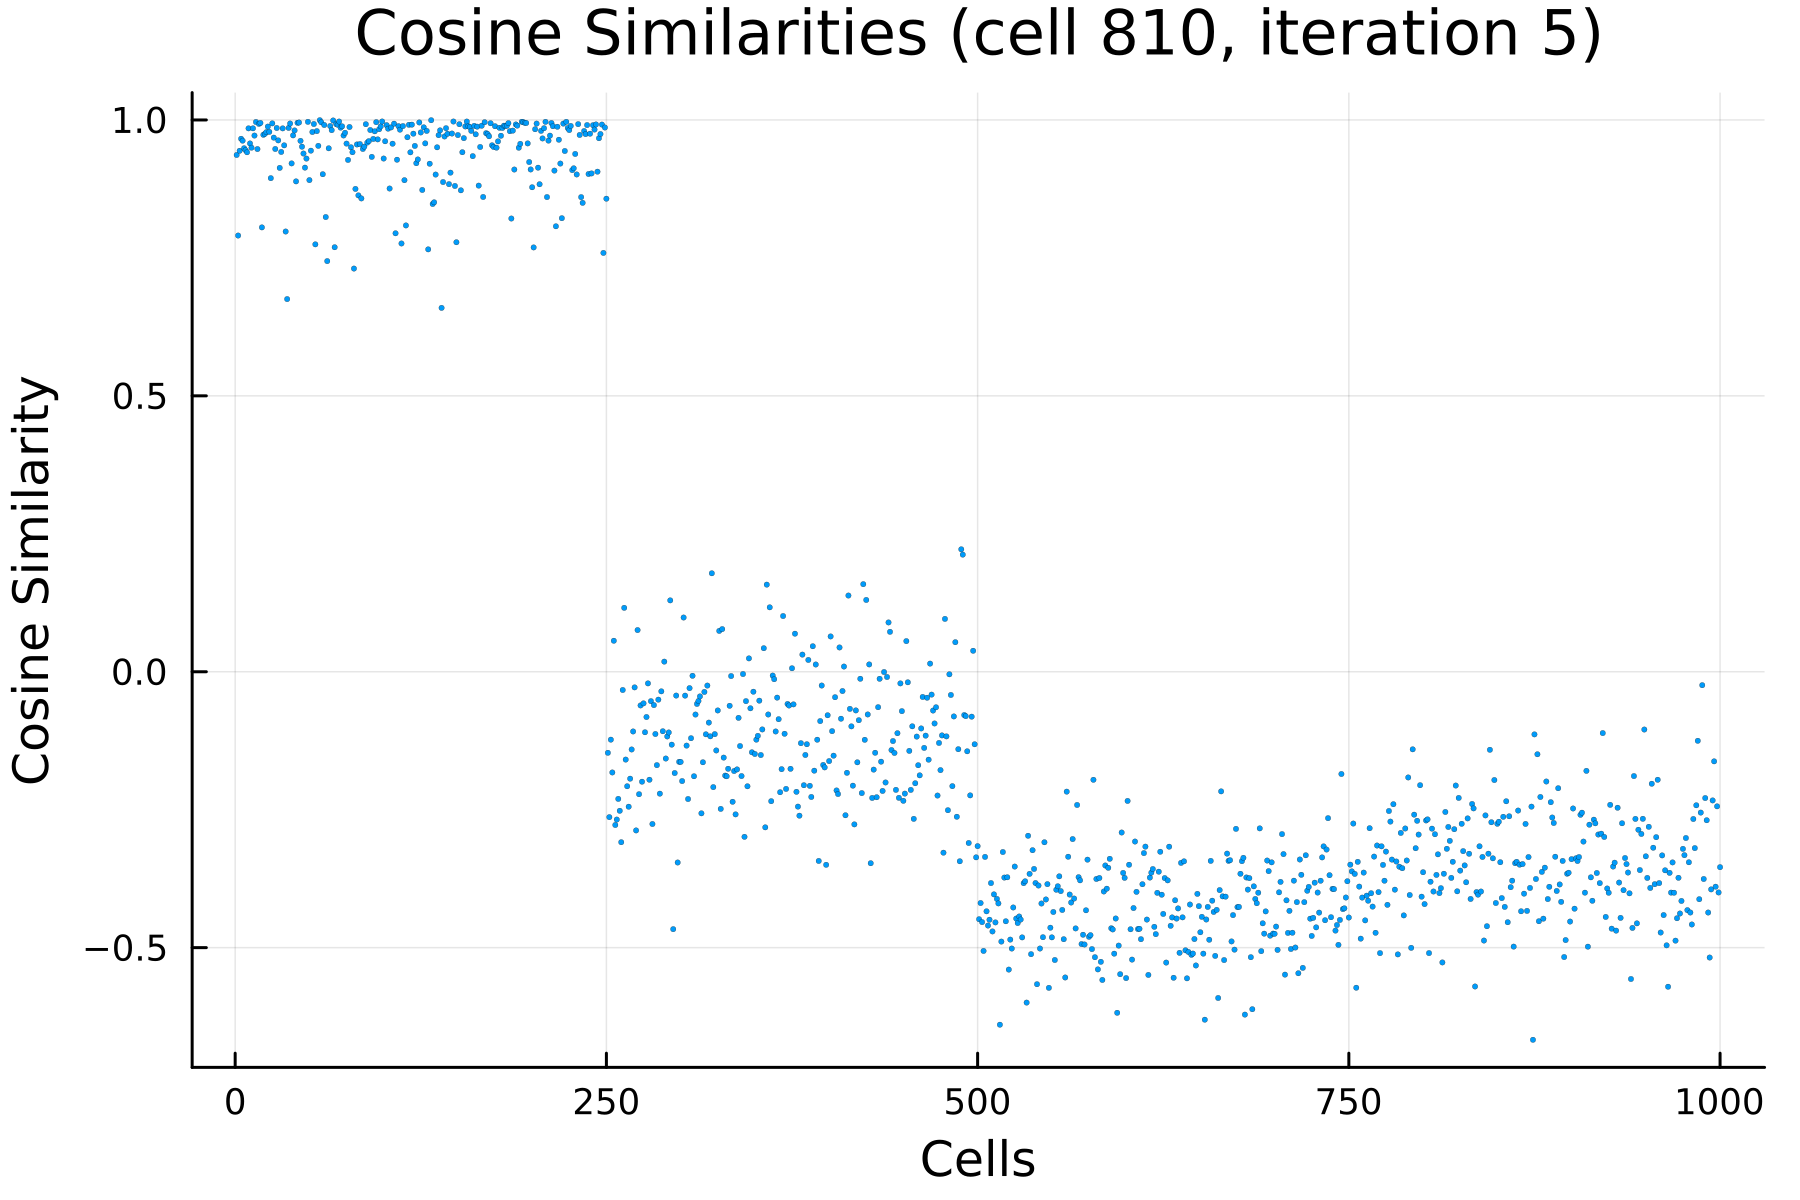 Cosine Similarities (cell 810, iteration 5)
Cosine Similarity
1.0
0.5
0.0
−0.5
0 250 500 750 1000
Cells